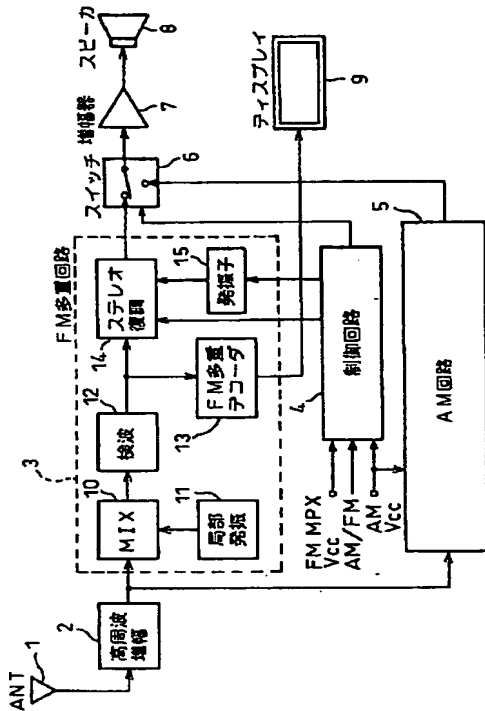 ANT
1
2
高周波
増幅
3
FM多重回路
10
MIX
11
局部
発振
12
検波
13
FM多重
デコーダ
14
ステレオ
復調
15
発振子
スイッチ
6
増幅器
7
スピーカ
8
ディスプレイ
9
FM MPX
Vcc
AM/FM
AM
Vcc
制御回路
4
5
AM回路